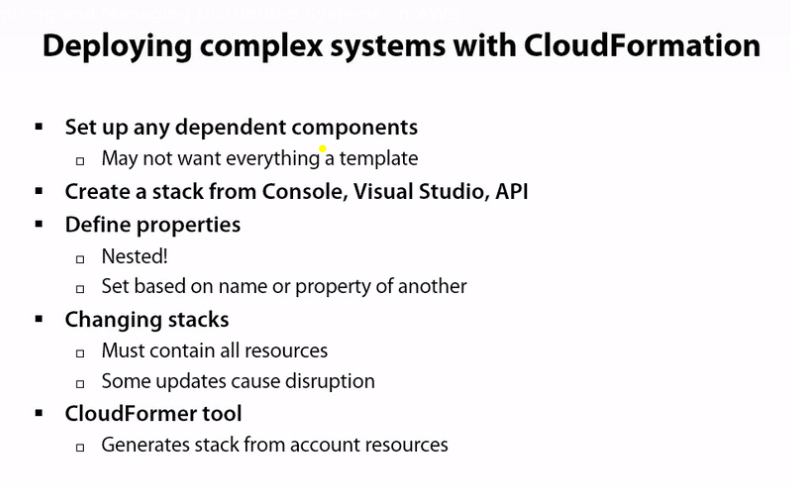 Deploying complex systems with CloudFormation
▪ Set up any dependent components
▫ May not want everything a template
▪ Create a stack from Console, Visual Studio, API
▪ Define properties
▫ Nested!
▫ Set based on name or property of another
▪ Changing stacks
▫ Must contain all resources
▫ Some updates cause disruption
▪ CloudFormer tool
▫ Generates stack from account resources